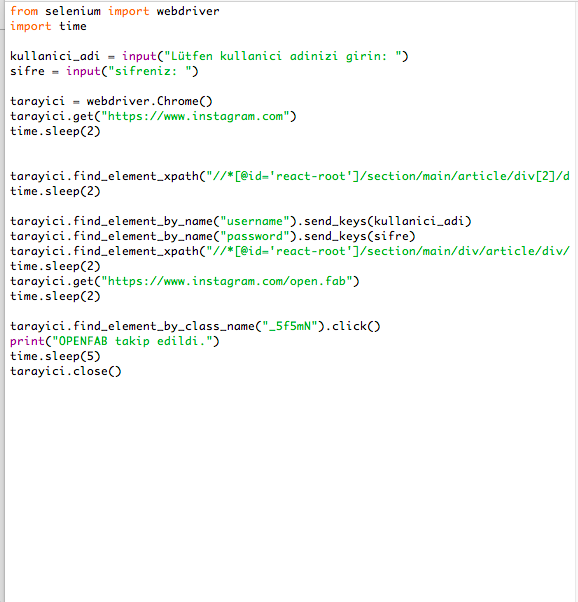 from selenium import webdriver
import time
kullanici_adi = input("Lütfen kullanici adinizi girin: ")
sifre = input("sifreniz: ")
tarayici = webdriver.Chrome()
tarayici.get("https://www.instagram.com")
time.sleep(2)
tarayici.find_element_xpath("//*[@id='react-root']/section/main/article/div[2]/d
time.sleep(2)
tarayici.find_element_by_name("username").send_keys(kullanici_adi)
tarayici.find_element_by_name("password").send_keys(sifre)
tarayici.find_element_xpath("//*[@id='react-root']/section/main/div/article/div/
time.sleep(2)
tarayici.get("https://www.instagram.com/open.fab")
time.sleep(2)
tarayici.find_element_by_class_name("_5f5mN").click()
print("OPENFAB takip edildi.")
time.sleep(5)
tarayici.close()